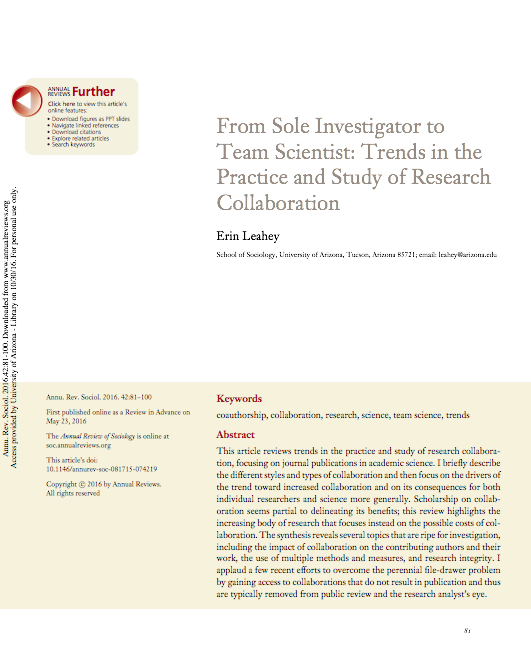 ANNUAL
REVIEWS Further
Click here to view this article's
online features:
• Download figures as PPT slides
• Navigate linked references
• Download citations
• Explore related articles
• Search keywords
From Sole Investigator to
Team Scientist: Trends in the
Practice and Study of Research
Collaboration
Erin Leahey
School of Sociology, University of Arizona, Tucson, Arizona 85721; email: leahey@arizona.edu
Annu. Rev. Sociol. 2016.42:81-100. Downloaded from www.annualreviews.org
Access provided by University of Arizona - Library on 10/30/16. For personal use only.
Annu. Rev. Sociol. 2016. 42:81–100
First published online as a Review in Advance on
May 23, 2016
The Annual Review of Sociology is online at
soc.annualreviews.org
This article's doi:
10.1146/annurev-soc-081715-074219
Copyright © 2016 by Annual Reviews.
All rights reserved
Keywords
coauthorship, collaboration, research, science, team science, trends
Abstract
This article reviews trends in the practice and study of research collabora-
tion, focusing on journal publications in academic science. I briefly describe
the different styles and types of collaboration and then focus on the drivers of
the trend toward increased collaboration and on its consequences for both
individual researchers and science more generally. Scholarship on collab-
oration seems partial to delineating its benefits; this review highlights the
increasing body of research that focuses instead on the possible costs of col-
laboration. The synthesis reveals several topics that are ripe for investigation,
including the impact of collaboration on the contributing authors and their
work, the use of multiple methods and measures, and research integrity. I
applaud a few recent efforts to overcome the perennial file-drawer problem
by gaining access to collaborations that do not result in publication and thus
are typically removed from public review and the research analyst's eye.
81